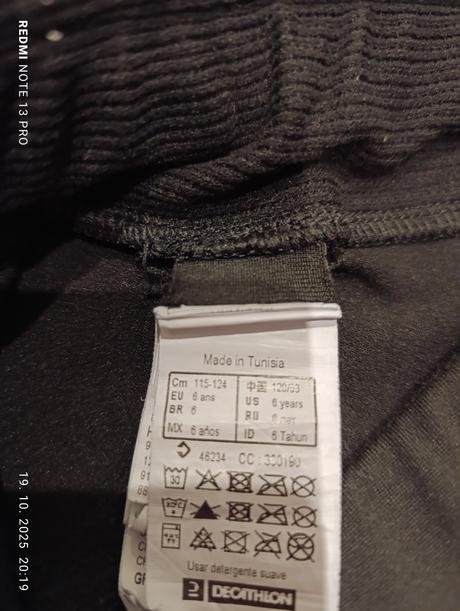 REDMI NOTE 13 PRO
19. 10. 2025 20:19
Made in Tunisia
Cm 115-124 中国 120/53
EU 6 ans US 6 years
BR 6 RU 6
MX 6 años ID 6 Tahun
46234 CC : 330190
30
Usar detergente suave
DECATHLON